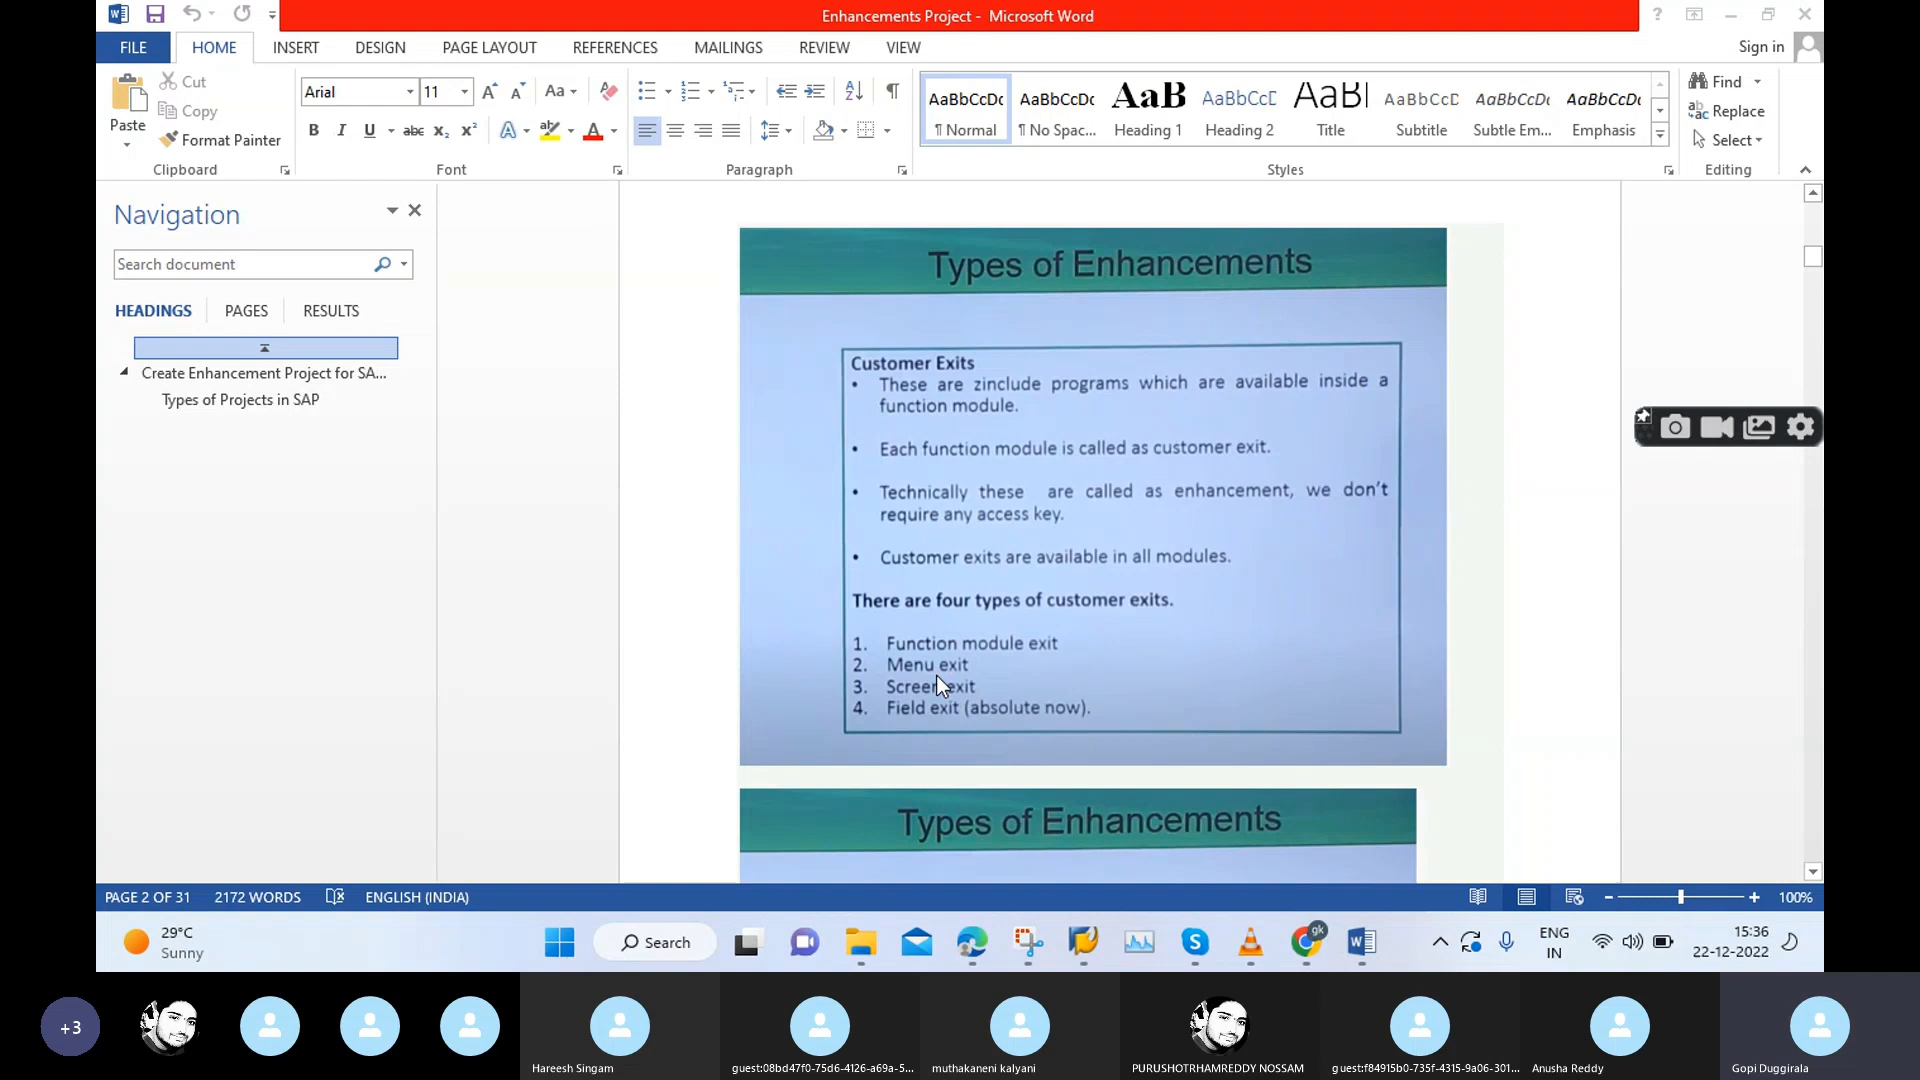 Enhancements Project - Microsoft Word
FILE HOME INSERT DESIGN PAGE LAYOUT REFERENCES MAILINGS REVIEW VIEW Sign in
Cut
Copy
Format Painter
Paste
Clipboard
Arial 11
Font
Paragraph
AaBbCcDc AaBbCcDc AaB AaBbCcD AaBI AaBbCcD AaBbCcDc AaBbCcDc
¶ Normal ¶ No Spac... Heading 1 Heading 2 Title Subtitle Subtle Em... Emphasis
Styles
Find
Replace
Select
Editing
Navigation
Search document
HEADINGS PAGES RESULTS
Create Enhancement Project for SA...
Types of Projects in SAP
Types of Enhancements
Customer Exits
• These are zinclude programs which are available inside a
function module.
• Each function module is called as customer exit.
• Technically these are called as enhancement, we don't
require any access key.
• Customer exits are available in all modules.
There are four types of customer exits.
1. Function module exit
2. Menu exit
3. Screen exit
4. Field exit (absolute now).
Types of Enhancements
PAGE 2 OF 31 2172 WORDS ENGLISH (INDIA) 100%
29°C
Sunny
Search
gk
ENG
IN
15:36
22-12-2022
+3
Hareesh Singam
guest:08bd47f0-75d6-4126-a69a-5...
muthakaneni kalyani
PURUSHOTRHAMREDDY NOSSAM
guest:f84915b0-735f-4315-9a06-301...
Anusha Reddy
Gopi Duggirala